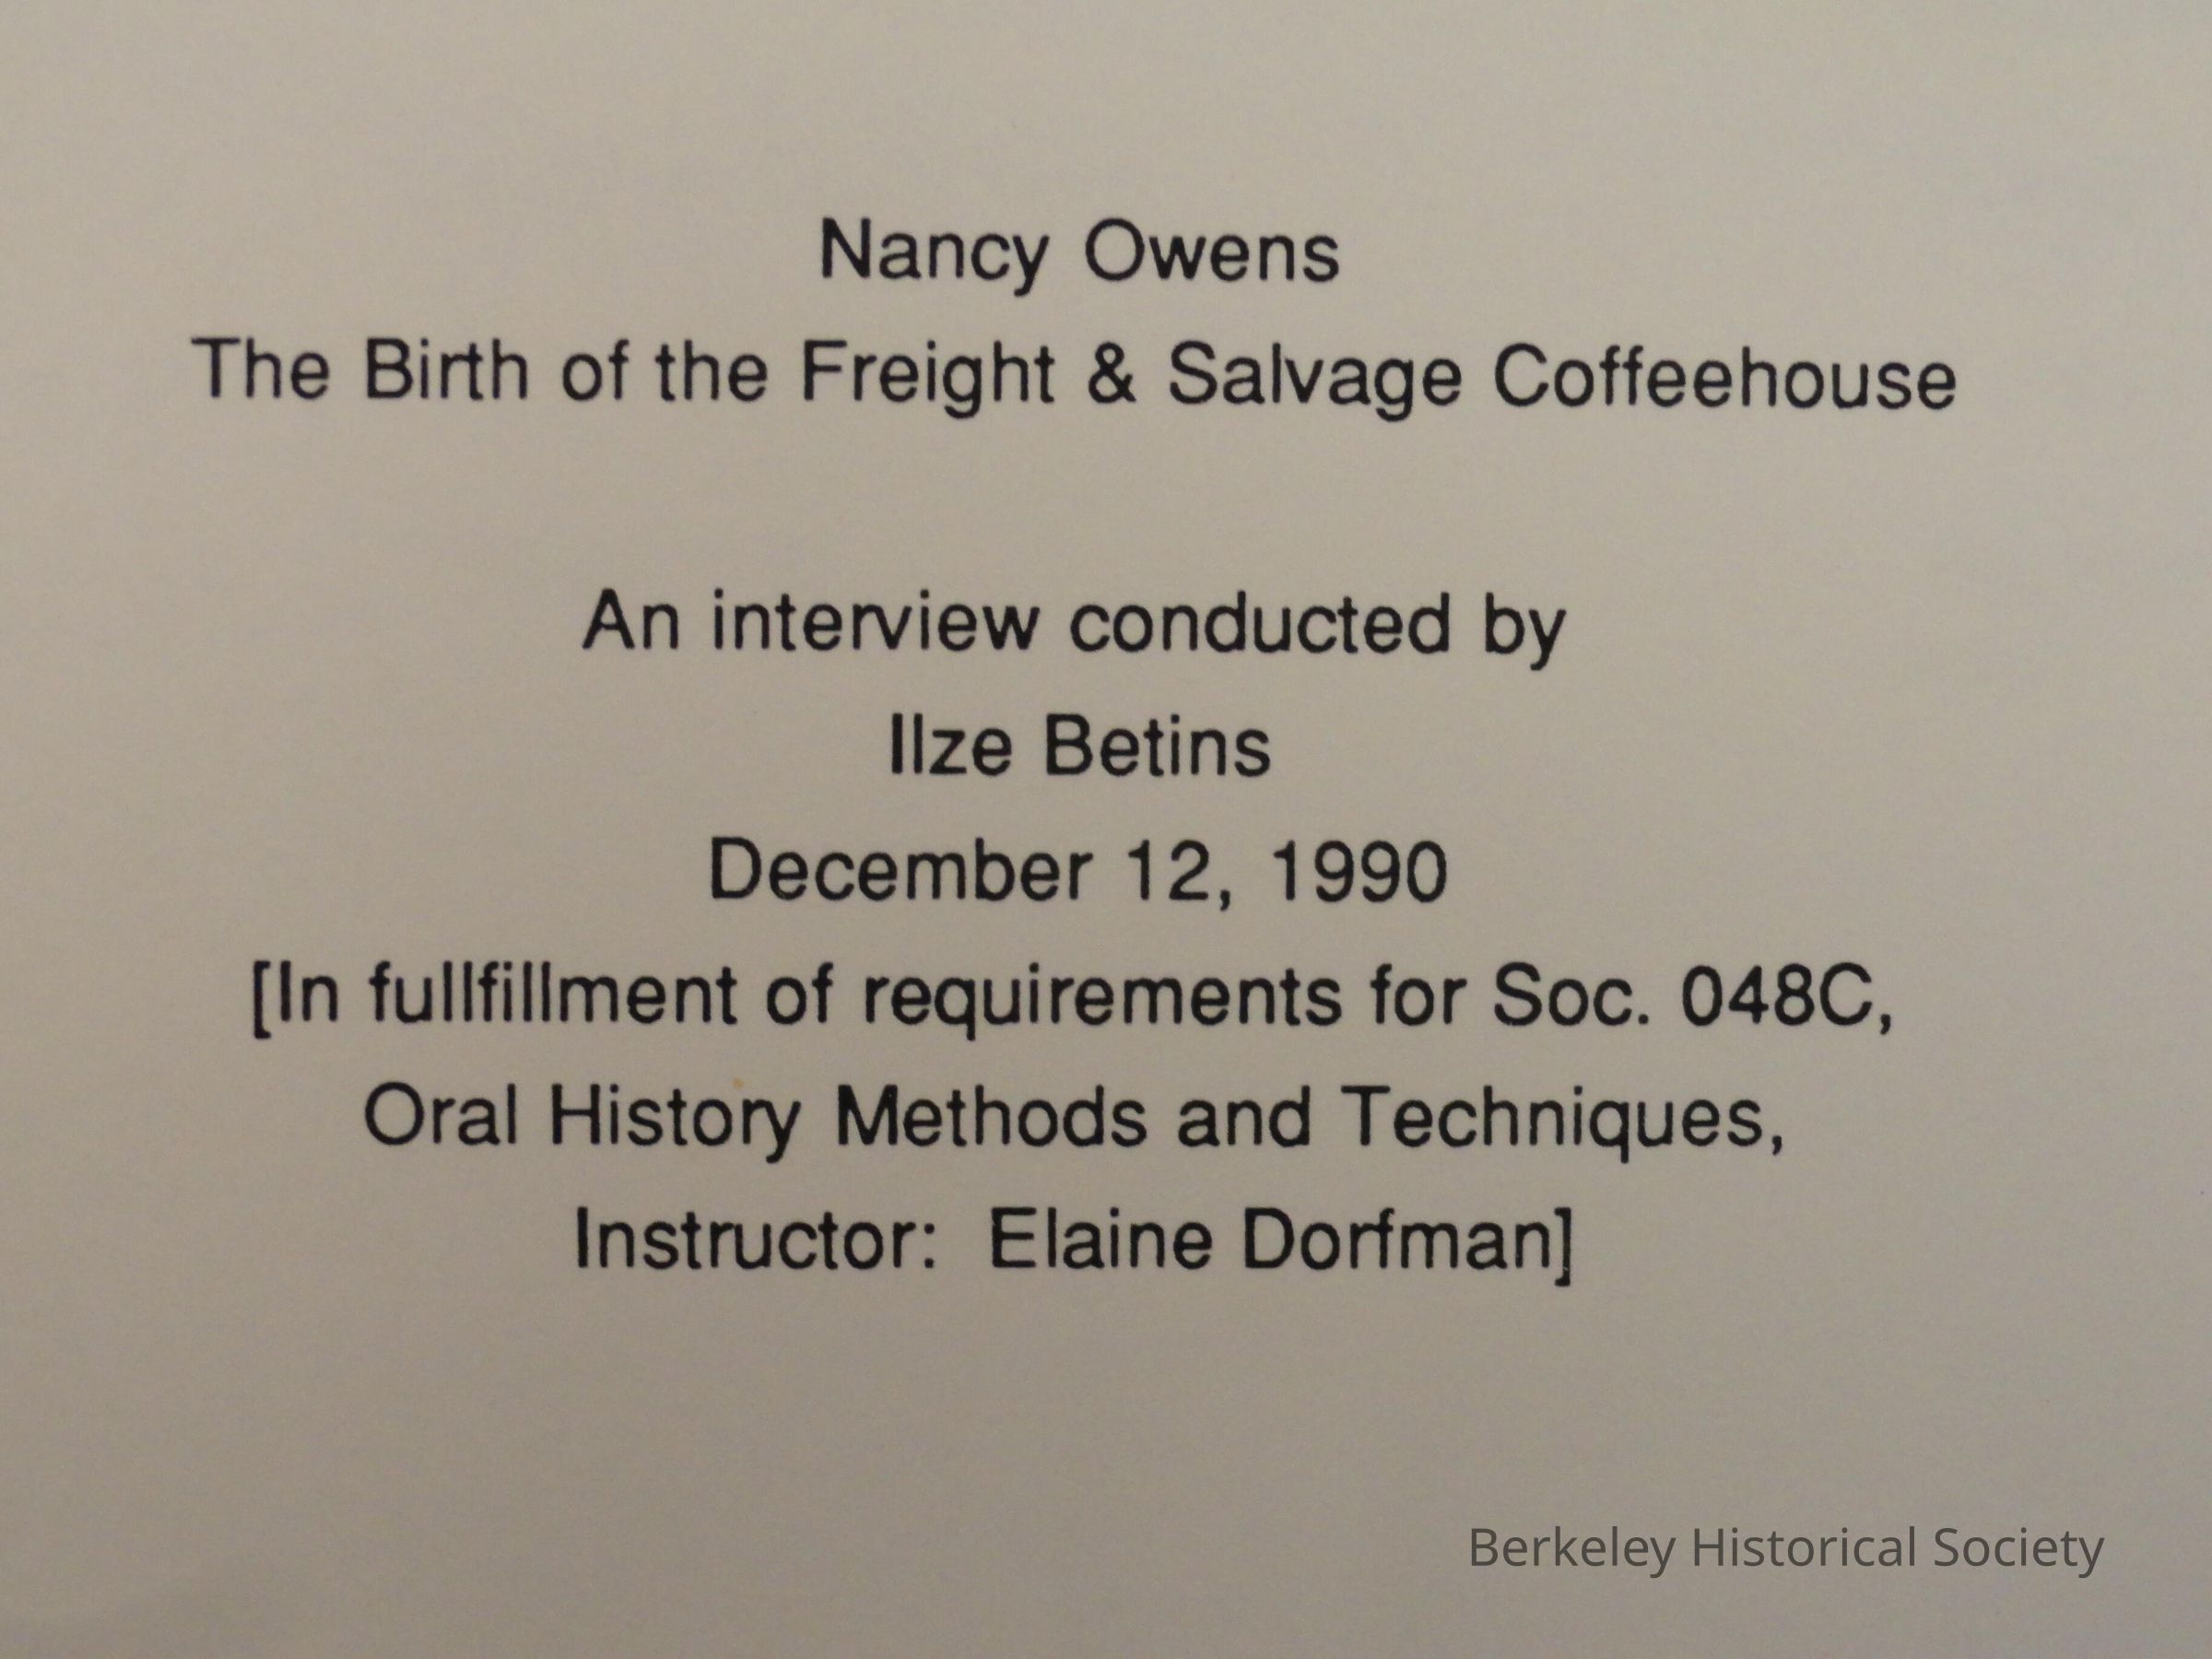 Nancy Owens
The Birth of the Freight & Salvage Coffeehouse
An interview conducted by
Ilze Betins
December 12, 1990
[In fullfillment of requirements for Soc. 048C,
Oral History Methods and Techniques,
Instructor:  Elaine Dorfman]
Berkeley Historical Society